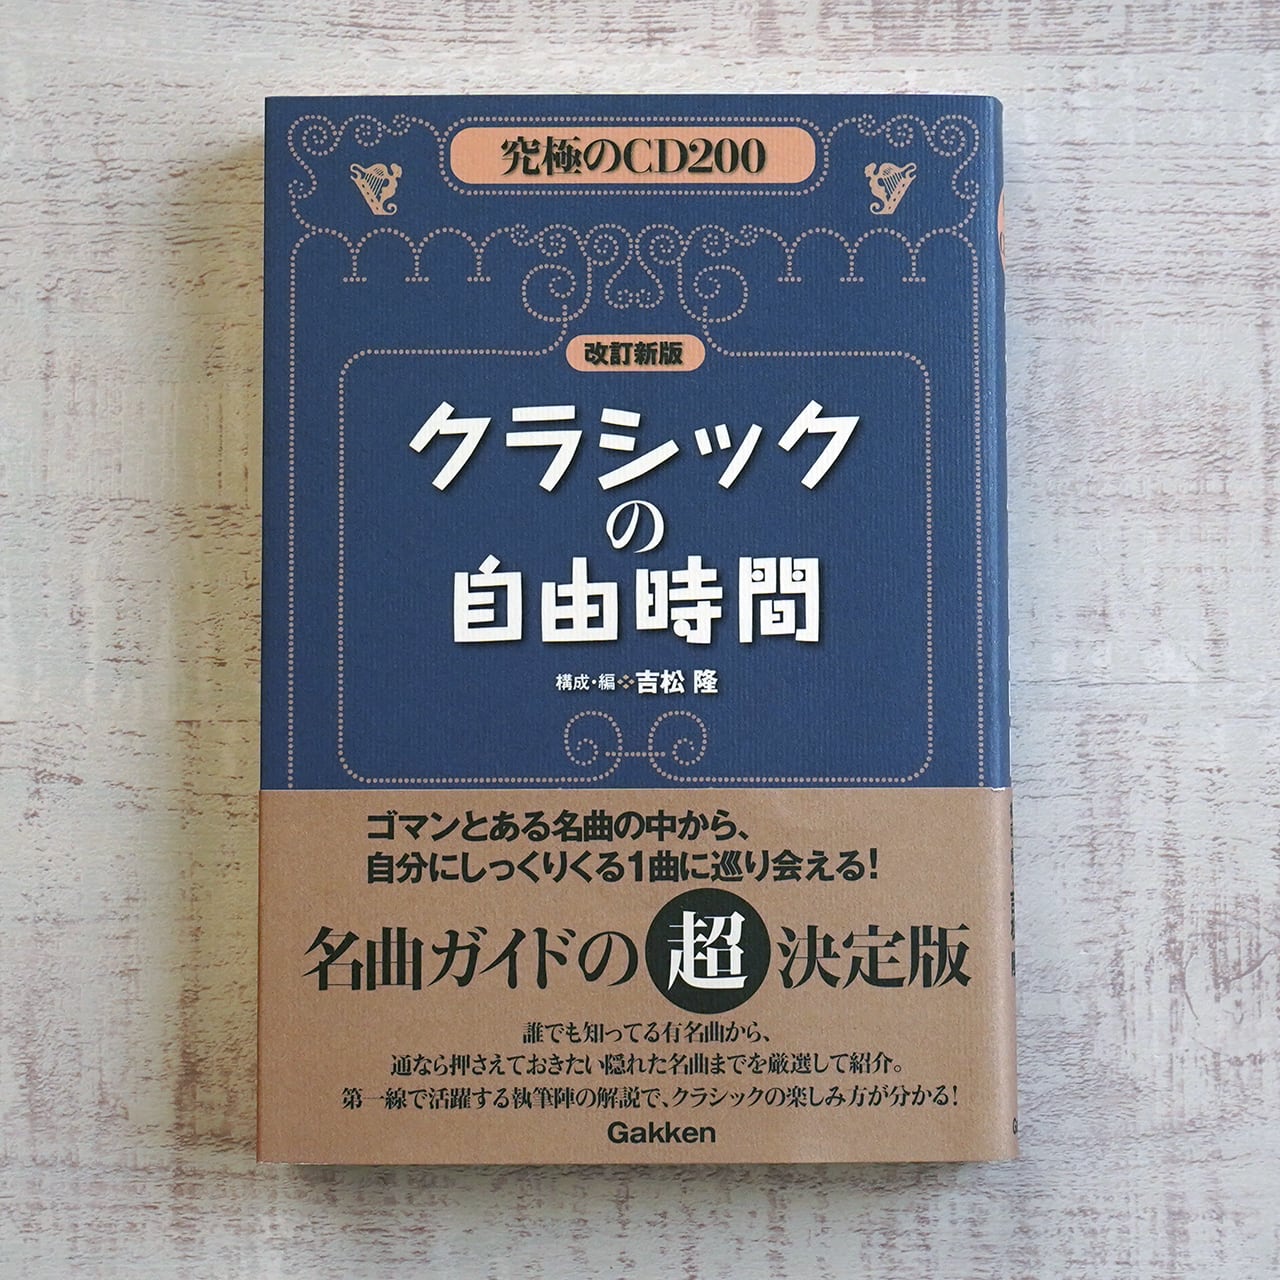 究極のCD200
改訂新版
クラシック
の
自由時間
構成・編 吉松 隆
ゴマンとある名曲の中から、
自分にしっくりくる1曲に巡り会える!
名曲ガイドの超決定版
誰でも知ってる有名曲から、
通なら押さえておきたい隠れた名曲までを厳選して紹介。
第一線で活躍する執筆陣の解説で、クラシックの楽しみ方が分かる!
Gakken